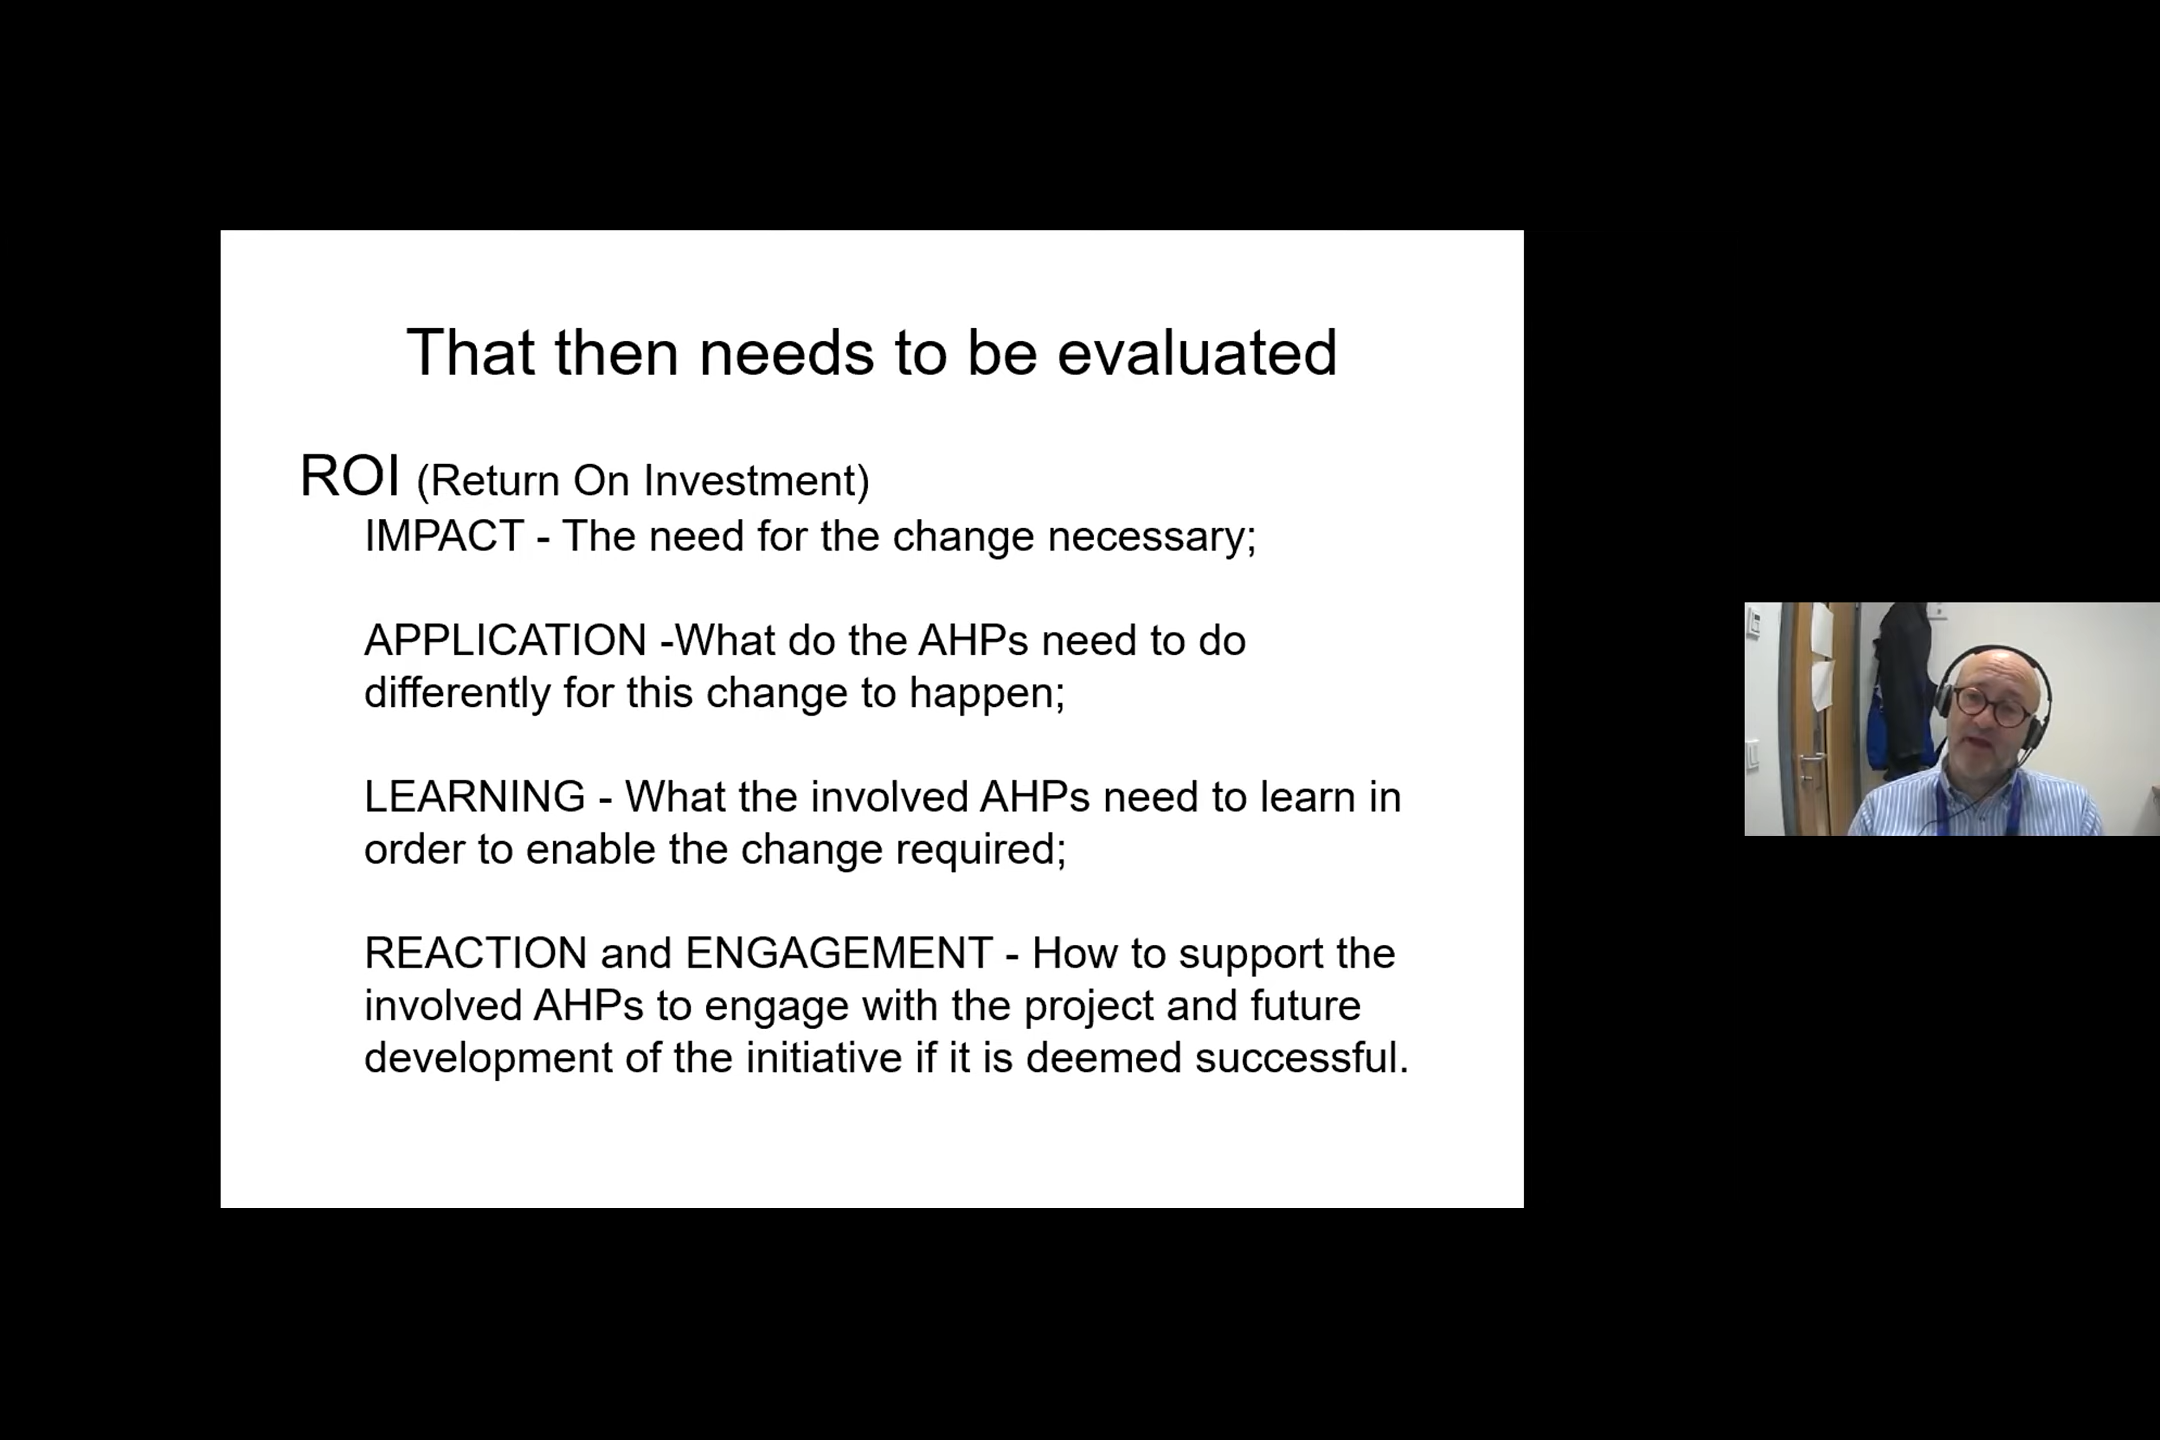 That then needs to be evaluated
ROI (Return On Investment)
IMPACT - The need for the change necessary;
APPLICATION -What do the AHPs need to do
differently for this change to happen;
LEARNING - What the involved AHPs need to learn in
order to enable the change required;
REACTION and ENGAGEMENT - How to support the
involved AHPs to engage with the project and future
development of the initiative if it is deemed successful.